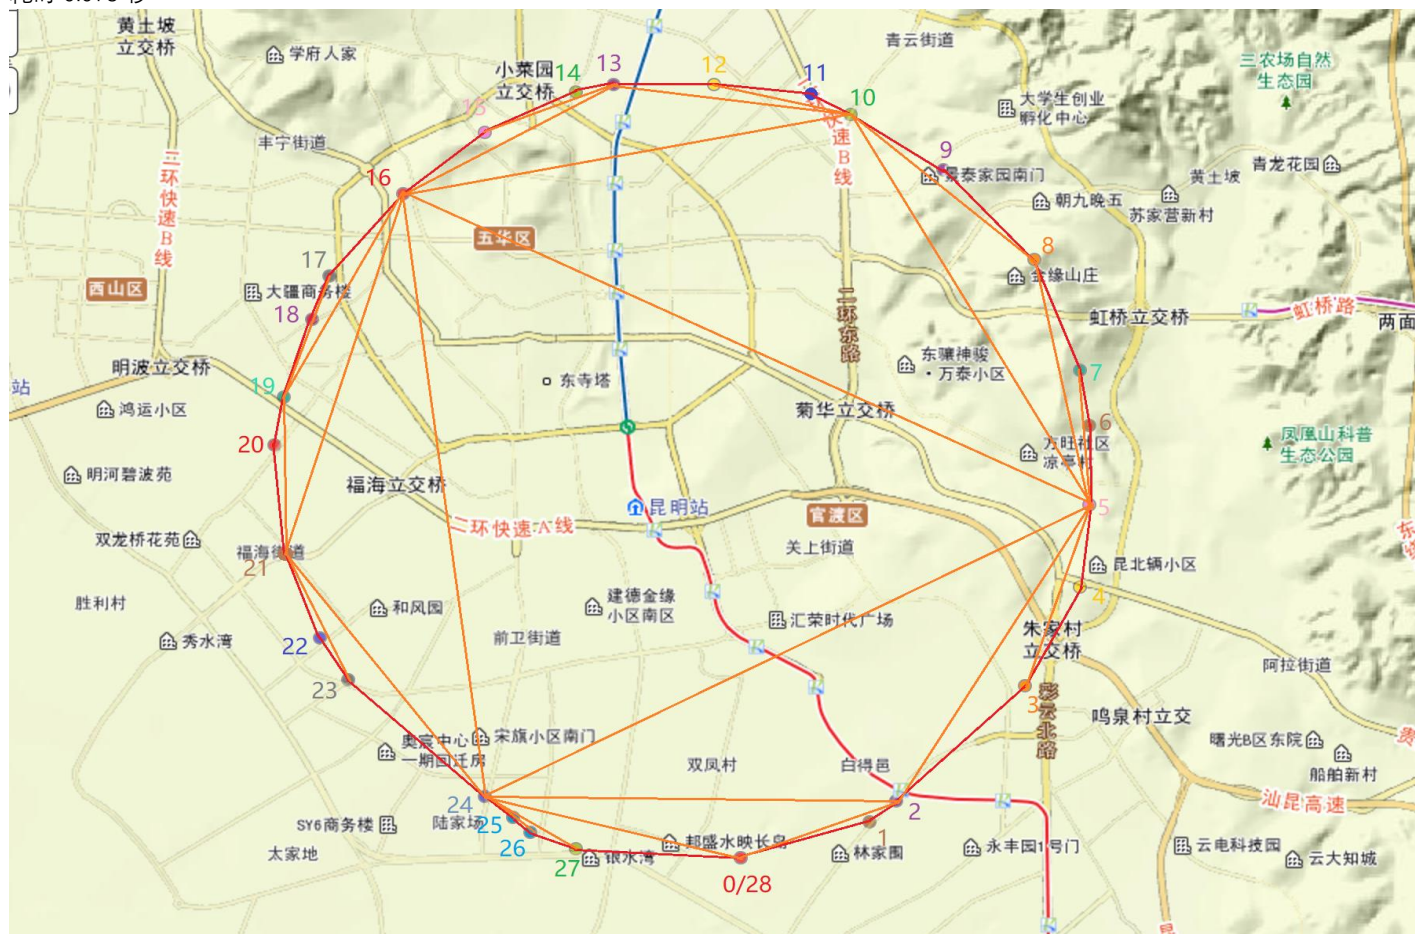 黄土坡
立交桥
学府人家
小菜园
立交桥
14
13
12
11
10
青云街道
三农场自然
生态园
大学生创业
孵化中心
15
丰宁街道
三环快速B线
速B线
9
景泰家园南门
青龙花园
黄土坡
朝九晚五
苏家营新村
16
五华区
8
金缘山庄
17
西山区
大疆商务楼
18
二环东路
虹桥立交桥
虹桥路
两面
明波立交桥
站
19
东寺塔
东骧神骏
·万泰小区
7
鸿运小区
菊华立交桥
20
6
方旺社区
凉亭村
凤凰山科普
生态公园
明河碧波苑
福海立交桥
昆明站
官渡区
5
二环快速A线
双龙桥花苑
福海街道
21
关上街道
昆北辆小区
4
胜利村
和风园
建德金缘
小区南区
汇荣时代广场
秀水湾
22
前卫街道
朱家村
立交桥
阿拉街道
23
3
彩云北路
鸣泉村立交
奥宸中心
一期回迁房
宋旗小区南门
双凤村
白得邑
曙光B区东院
船舶新村
贵
汕昆高速
24
25
26
陆家场
SY6商务楼
太家地
27
银水湾
邦盛水映长岛
0/28
1
2
林家围
永丰园1号门
云电科技园
云大知城
昆